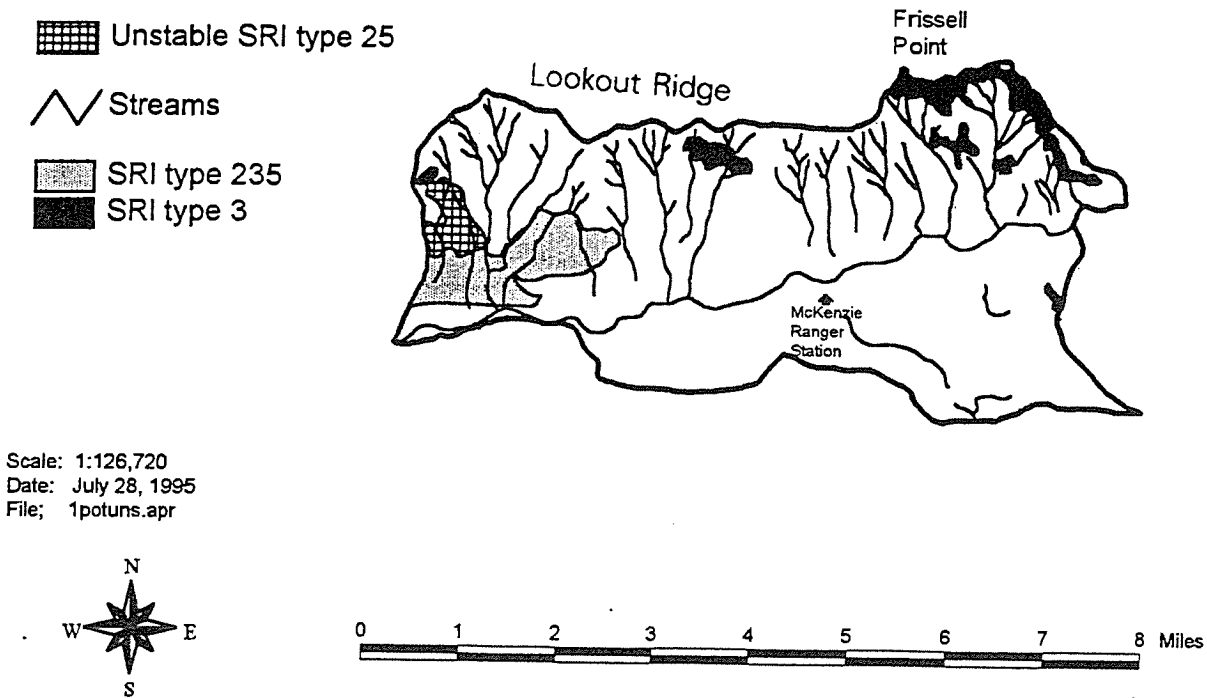 Unstable SRI type 25
Streams
SRI type 235
SRI type 3
Frissell
Point
Lookout Ridge
McKenzie
Ranger
Station
Scale: 1:126,720
Date: July 28, 1995
File; 1potuns.apr
N
W E
S
0 1 2 3 4 5 6 7 8 Miles